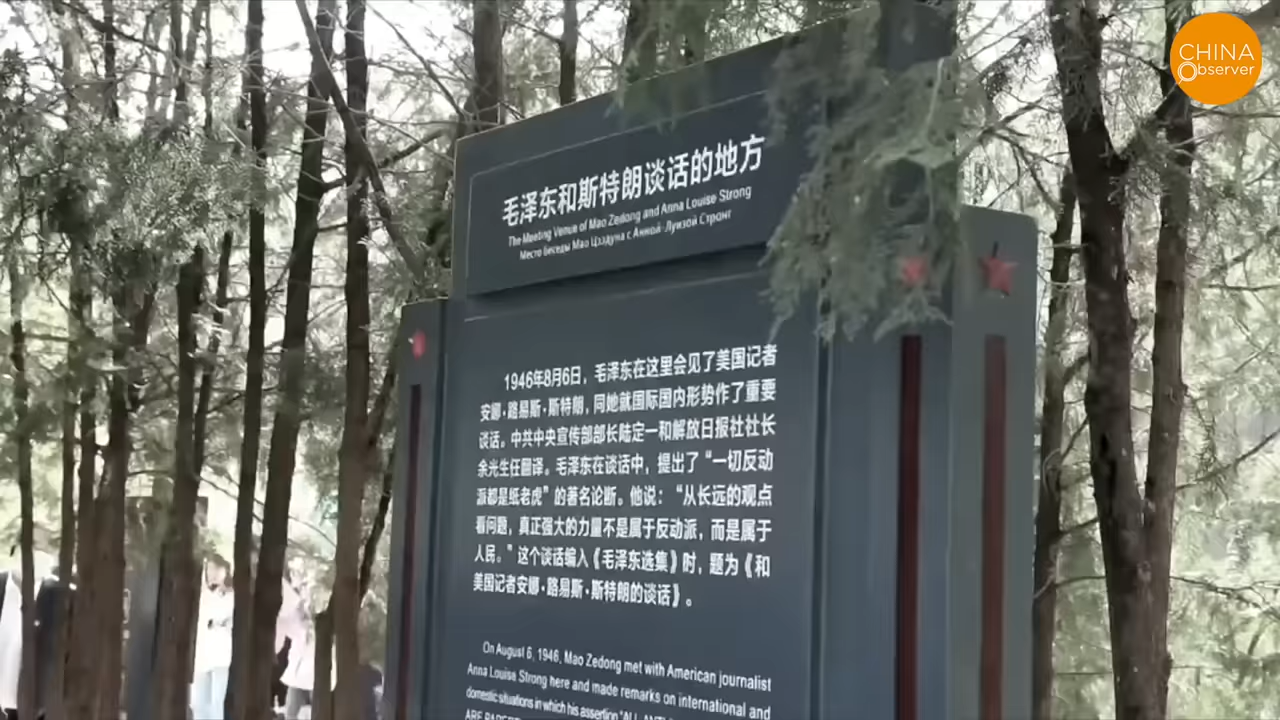 CHINA
Observer
毛泽东和斯特朗谈话的地方
The Meeting Venue of Mao Zedong and Anna Louise Strong
Место беседы Мао Цзэдуна с Анной-Луизой Стронг
1946年8月6日，毛泽东在这里会见了美国记者
安娜·路易斯·斯特朗，同她就国际国内形势作了重要
谈话。中共中央宣传部部长陆定一和解放日报社社长
余光生任翻译。毛泽东在谈话中，提出了“一切反动
派都是纸老虎”的著名论断。他说：“从长远的观点
看问题，真正强大的力量不是属于反动派，而是属于
人民。”这个谈话编入《毛泽东选集》时，题为《和
美国记者安娜·路易斯·斯特朗的谈话》。
On August 6, 1946, Mao Zedong met with American journalist
Anna Louise Strong here and made remarks on international and
domestic situations in which his assertion "ALL
ARE